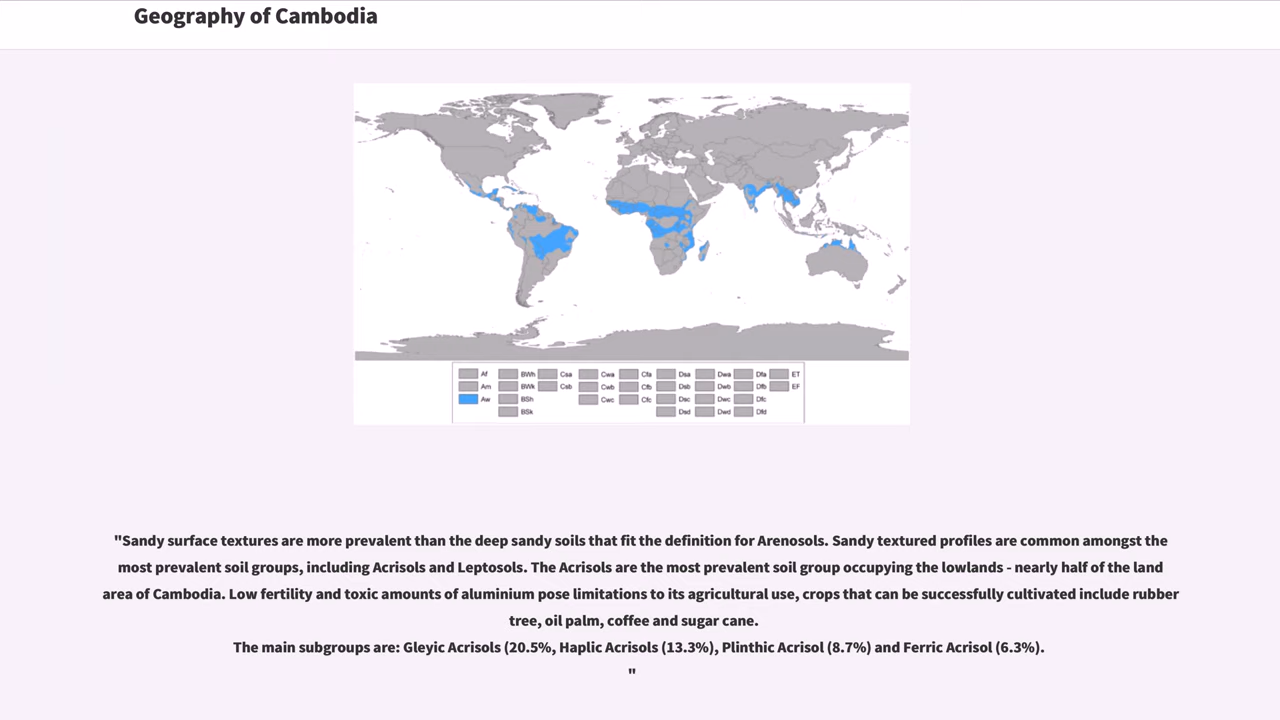 Geography of Cambodia
Af BWh Csa Cwa Cfa Dsa Dwa Dfa ET
Am BWk Csb Cwb Cfb Dsb Dwb Dfb EF
Aw BSh Cwc Cfc Dsc Dwc Dfc
BSk Dsd Dwd Dfd
"Sandy surface textures are more prevalent than the deep sandy soils that fit the definition for Arenosols. Sandy textured profiles are common amongst the
most prevalent soil groups, including Acrisols and Leptosols. The Acrisols are the most prevalent soil group occupying the lowlands - nearly half of the land
area of Cambodia. Low fertility and toxic amounts of aluminium pose limitations to its agricultural use, crops that can be successfully cultivated include rubber
tree, oil palm, coffee and sugar cane.
The main subgroups are: Gleyic Acrisols (20.5%, Haplic Acrisols (13.3%), Plinthic Acrisol (8.7%) and Ferric Acrisol (6.3%).
"